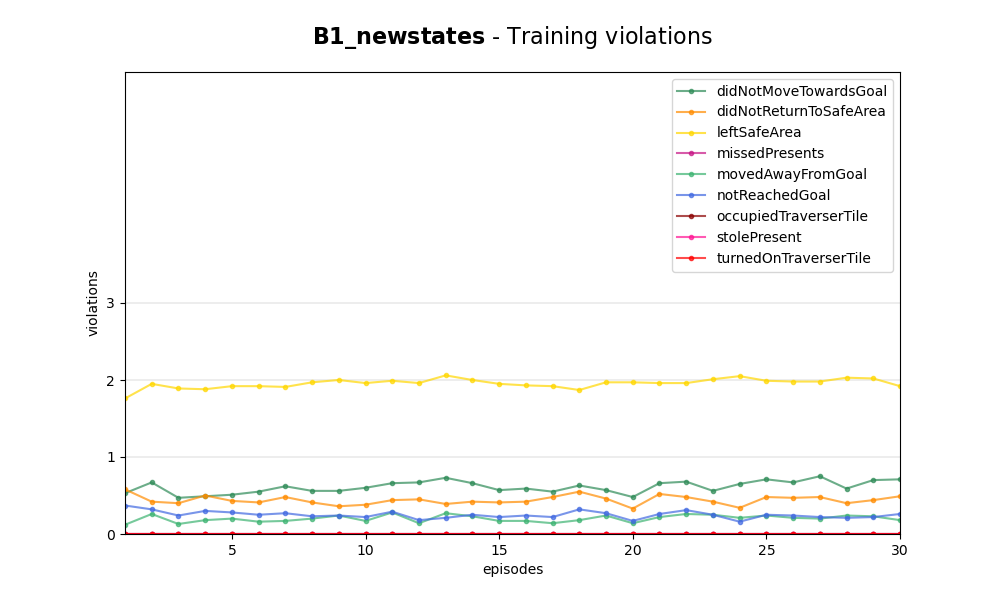 B1_newstates - Training violations
didNotMoveTowardsGoal
didNotReturnToSafeArea
leftSafeArea
missedPresents
movedAwayFromGoal
notReachedGoal
occupiedTraverserTile
stolePresent
turnedOnTraverserTile
violations
3
2
1
0
5
10
15
20
25
30
episodes